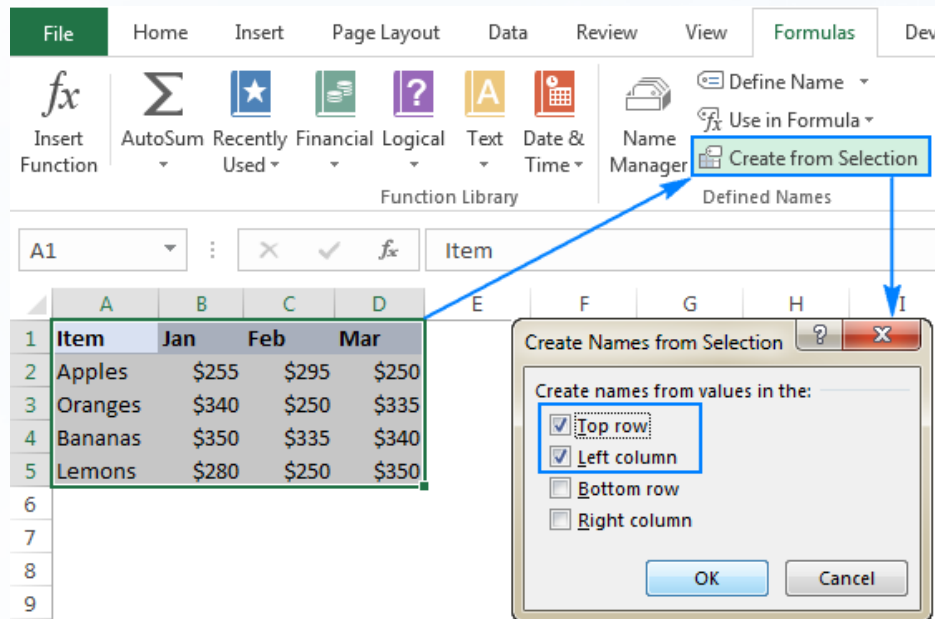 File Home Insert Page Layout Data Review View Formulas Dev
fx Σ ? A
Insert AutoSum Recently Financial Logical Text Date & Name
Function Used Time Manager
Define Name
fx Use in Formula
Create from Selection
Function Library Defined Names
A1 fx Item
A B C D E F G H I
1 Item Jan Feb Mar
2 Apples $255 $295 $250
3 Oranges $340 $250 $335
4 Bananas $350 $335 $340
5 Lemons $280 $250 $350
6
7
8
9
Create Names from Selection ? X
Create names from values in the:
Top row
Left column
Bottom row
Right column
OK Cancel